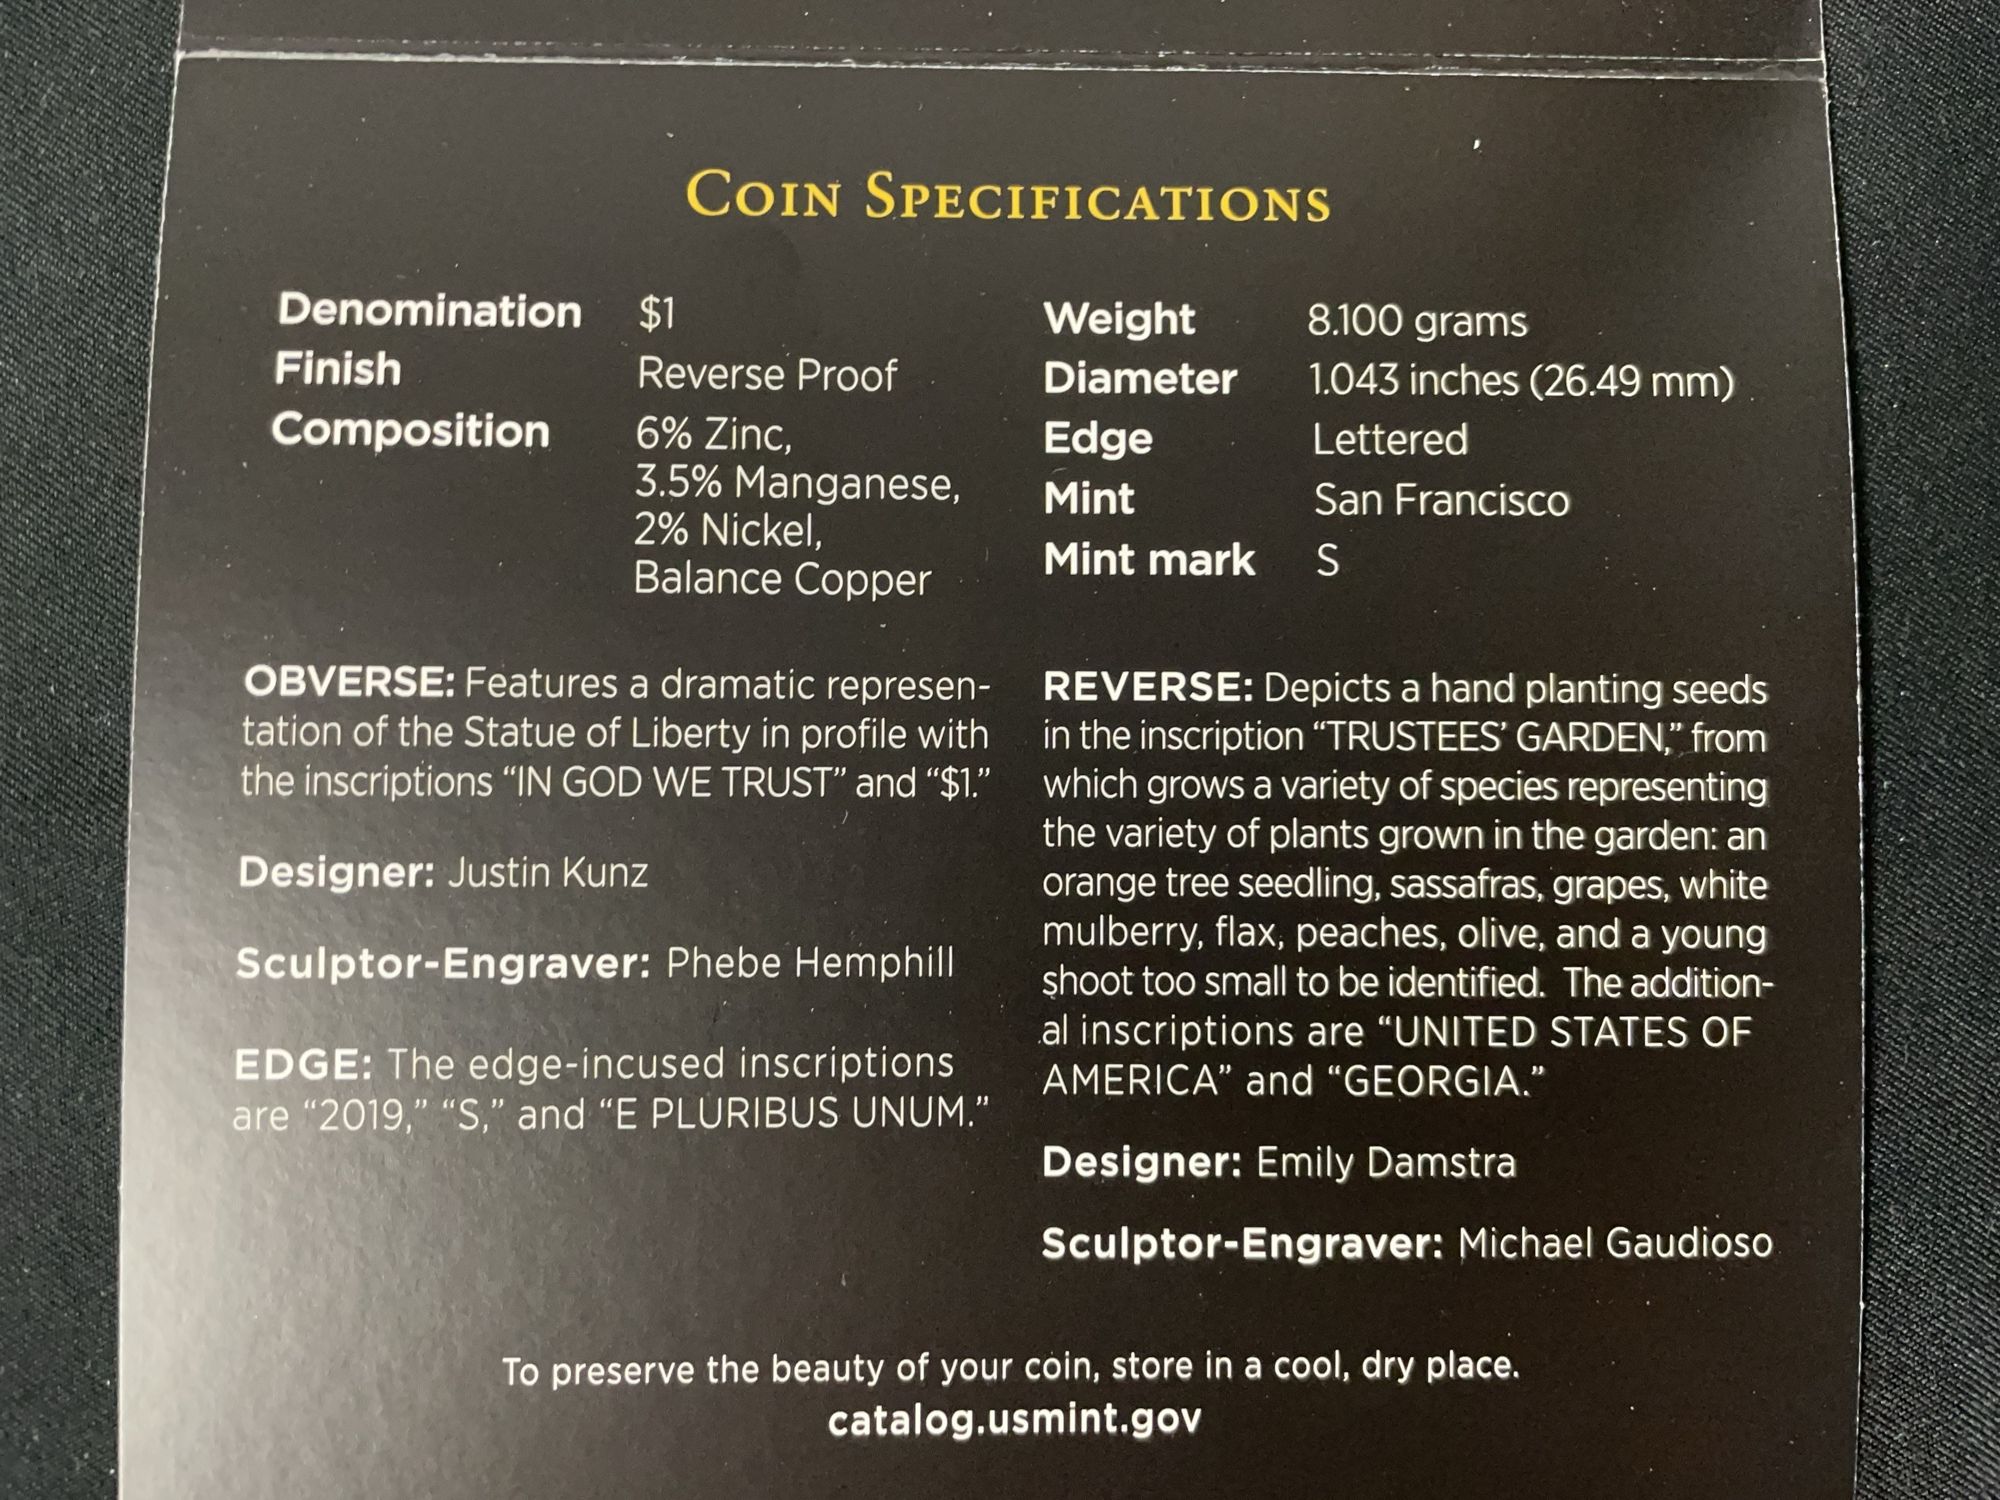 COIN SPECIFICATIONS
Denomination $1
Finish Reverse Proof
Composition 6% Zinc,
3.5% Manganese,
2% Nickel,
Balance Copper
Weight 8.100 grams
Diameter 1.043 inches (26.49 mm)
Edge Lettered
Mint San Francisco
Mint mark S
OBVERSE: Features a dramatic represen-
tation of the Statue of Liberty in profile with
the inscriptions “IN GOD WE TRUST” and “$1.”
Designer: Justin Kunz
Sculptor-Engraver: Phebe Hemphill
EDGE: The edge-incused inscriptions
are “2019,” “S,” and “E PLURIBUS UNUM.”
REVERSE: Depicts a hand planting seeds
in the inscription “TRUSTEES’ GARDEN,” from
which grows a variety of species representing
the variety of plants grown in the garden: an
orange tree seedling, sassafras, grapes, white
mulberry, flax, peaches, olive, and a young
shoot too small to be identified. The addition-
al inscriptions are “UNITED STATES OF
AMERICA” and “GEORGIA.”
Designer: Emily Damstra
Sculptor-Engraver: Michael Gaudioso
To preserve the beauty of your coin, store in a cool, dry place.
catalog.usmint.gov